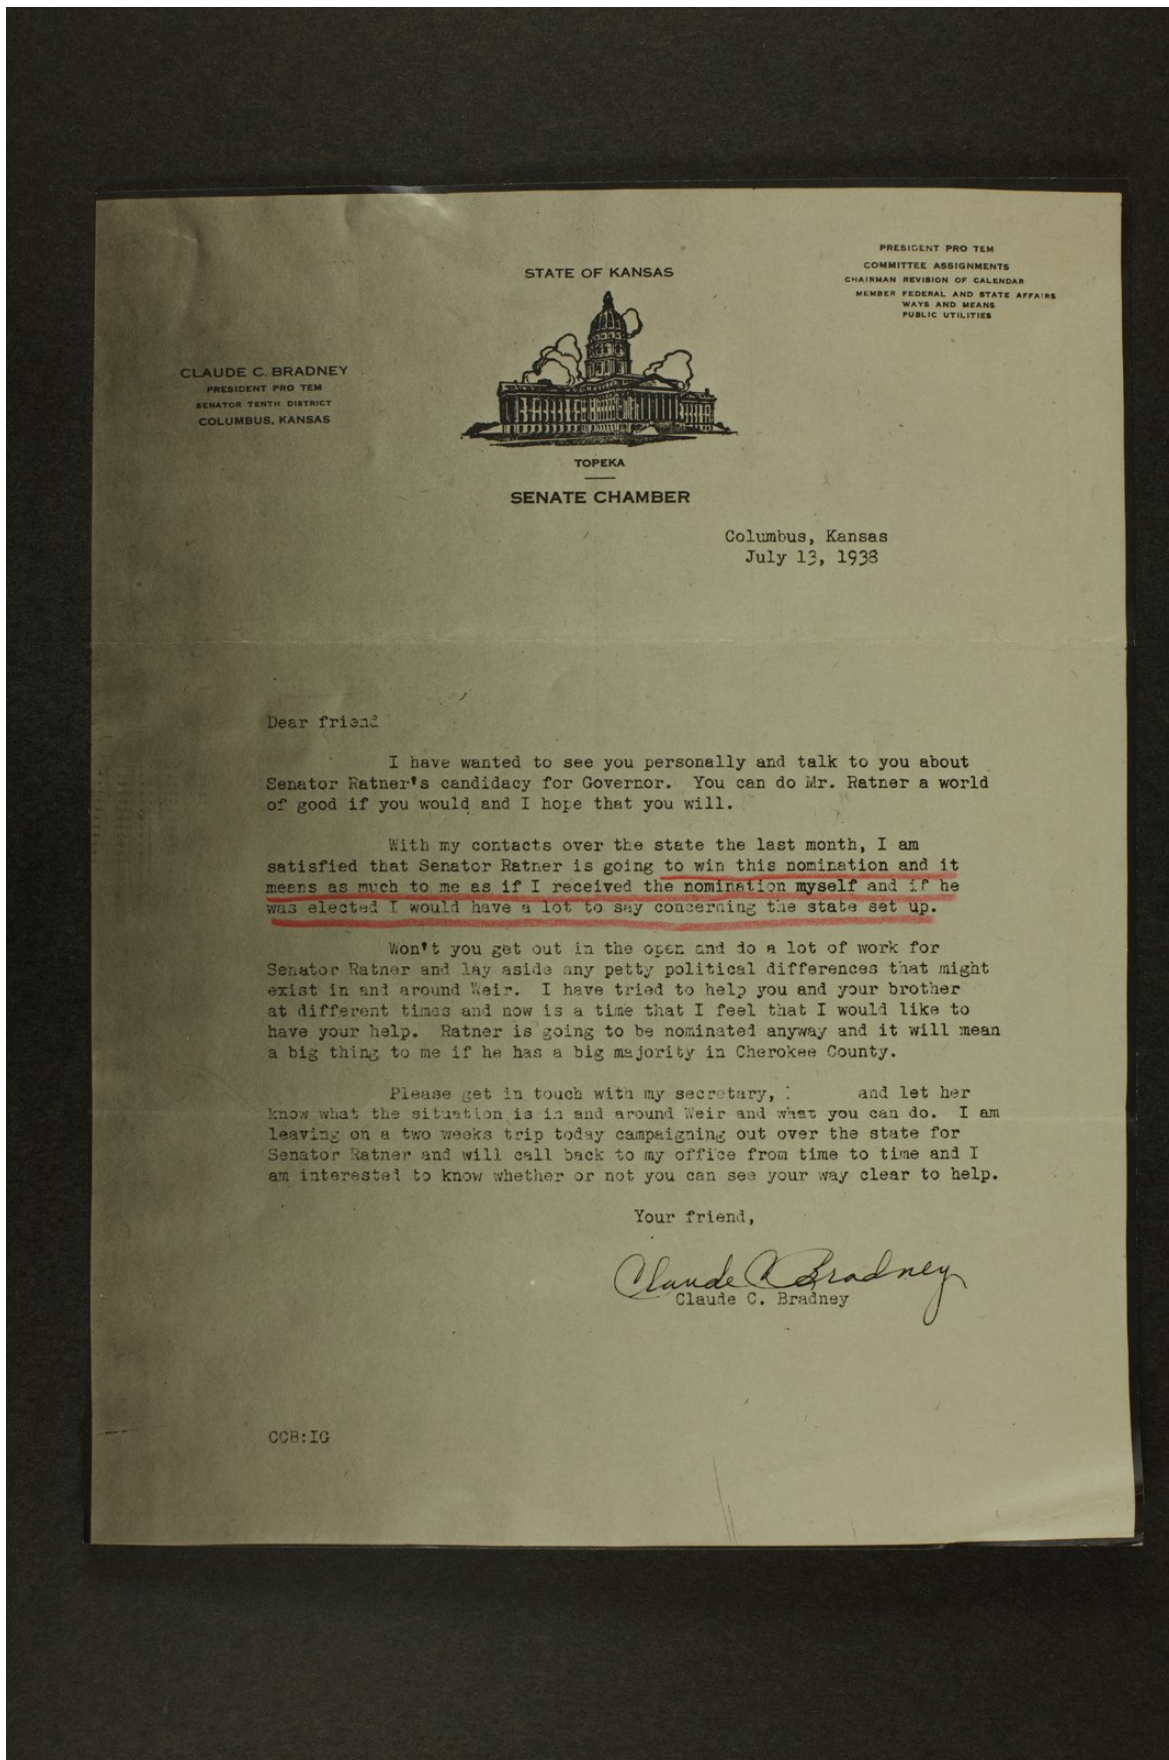 PRESIDENT PRO TEM
COMMITTEE ASSIGNMENTS
CHAIRMAN REVISION OF CALENDAR
MEMBER FEDERAL AND STATE AFFAIRS
WAYS AND MEANS
PUBLIC UTILITIES
STATE OF KANSAS
CLAUDE C. BRADNEY
PRESIDENT PRO TEM
SENATOR TENTH DISTRICT
COLUMBUS, KANSAS
TOPEKA
SENATE CHAMBER
Columbus, Kansas
July 13, 1938
Dear friend
I have wanted to see you personally and talk to you about
Senator Ratner's candidacy for Governor. You can do Mr. Ratner a world
of good if you would and I hope that you will.
With my contacts over the state the last month, I am
satisfied that Senator Ratner is going to win this nomination and it
means as much to me as if I received the nomination myself and if he
was elected I would have a lot to say concerning the state set up.
Won't you get out in the open and do a lot of work for
Senator Ratner and lay aside any petty political differences that might
exist in and around Weir. I have tried to help you and your brother
at different times and now is a time that I feel that I would like to
have your help. Ratner is going to be nominated anyway and it will mean
a big thing to me if he has a big majority in Cherokee County.
Please get in touch with my secretary, and let her
know what the situation is in and around Weir and what you can do. I am
leaving on a two weeks trip today campaigning out over the state for
Senator Ratner and will call back to my office from time to time and I
am interested to know whether or not you can see your way clear to help.
Your friend,
Claude C Bradney
Claude C. Bradney
CCB:IG